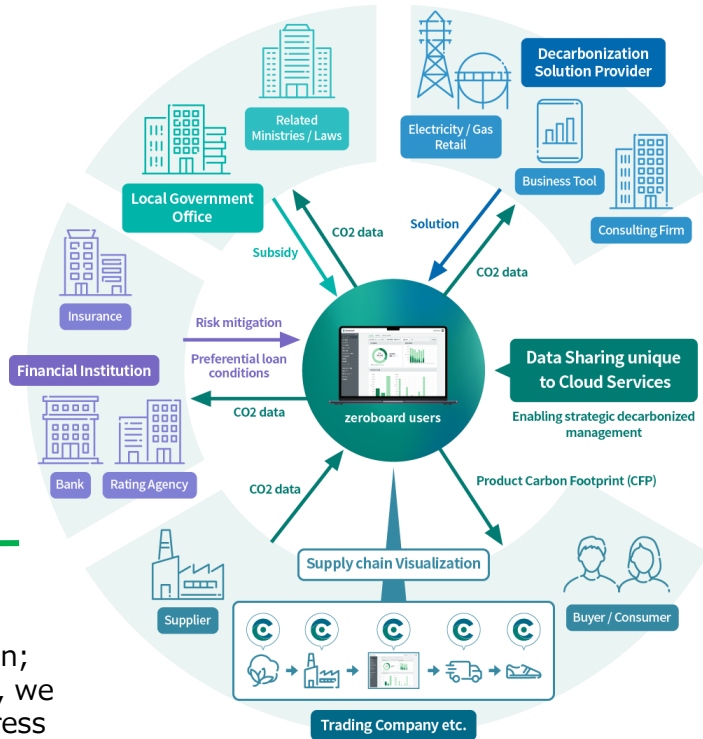 Decarbonization
Solution Provider
Related
Ministries / Laws
Electricity / Gas
Retail
Business Tool
Consulting Firm
Local Government
Office
CO2 data
Solution
Subsidy
CO2 data
Insurance
Risk mitigation
Financial Institution
Preferential loan
conditions
CO2 data
zeroboard users
Data Sharing unique
to Cloud Services
Enabling strategic decarbonized
management
Bank
Rating Agency
CO2 data
Product Carbon Footprint (CFP)
Supply chain Visualization
Supplier
Buyer / Consumer
n;
, we
ress
Trading Company etc.